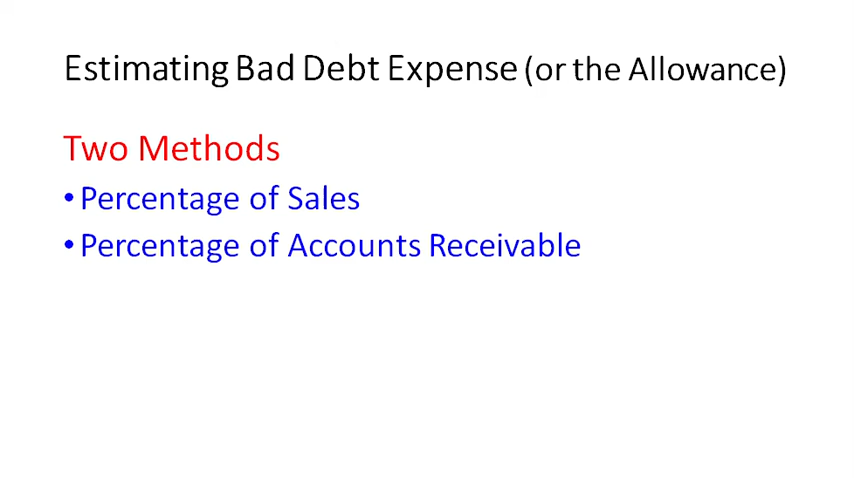 Estimating Bad Debt Expense (or the Allowance)
Two Methods
•Percentage of Sales
•Percentage of Accounts Receivable